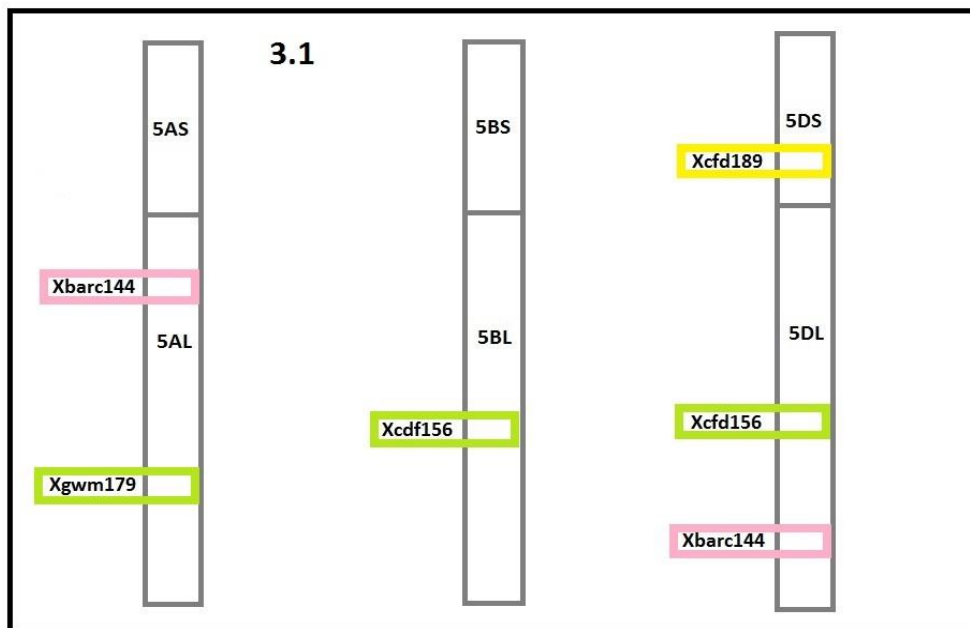 3.1
5AS
Xbarc144
5AL
Xgwm179
5BS
5BL
Xcdf156
5DS
Xcfd189
5DL
Xcfd156
Xbarc144